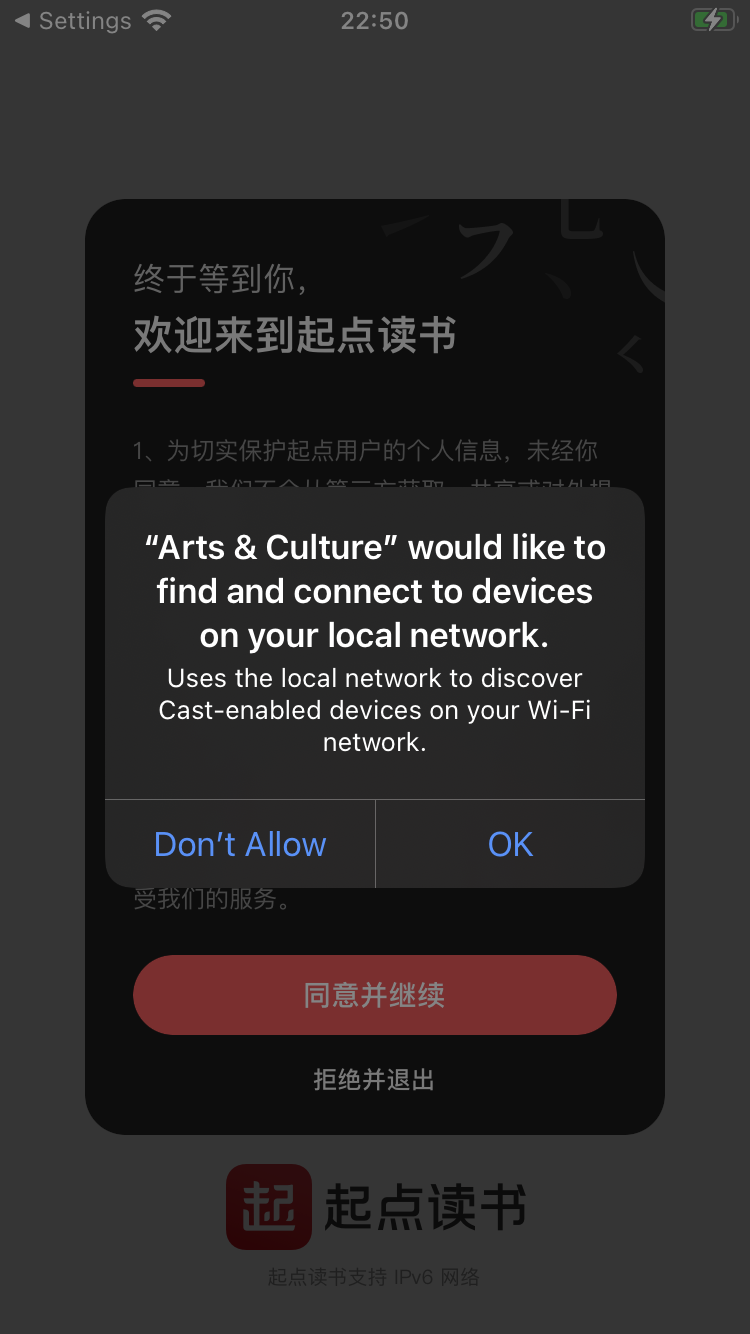 Settings
22:50
终于等到你，
欢迎来到起点读书
1、为切实保护起点用户的个人信息，未经你
“Arts & Culture” would like to
find and connect to devices
on your local network.
Uses the local network to discover
Cast-enabled devices on your Wi-Fi
network.
Don’t Allow
OK
受我们的服务。
同意并继续
拒绝并退出
起 起点读书
起点读书支持 IPv6 网络